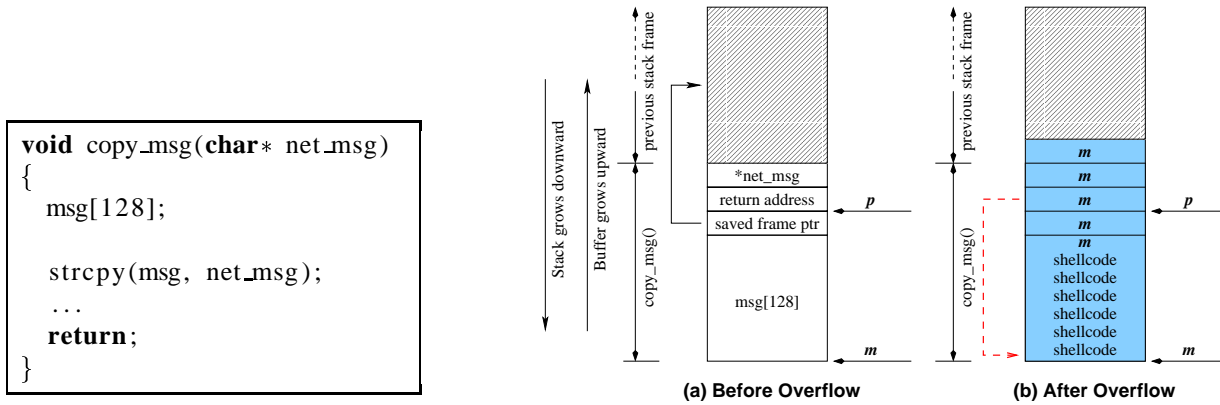 void copy_msg(char* net_msg)
{
msg[128];
strcpy(msg, net_msg);
...
return;
}
Stack grows downward
Buffer grows upward
previous stack frame
copy_msg()
*net_msg
return address
saved frame ptr
msg[128]
p
m
(a) Before Overflow
previous stack frame
copy_msg()
m
m
m
m
m
shellcode
shellcode
shellcode
shellcode
shellcode
shellcode
p
m
(b) After Overflow